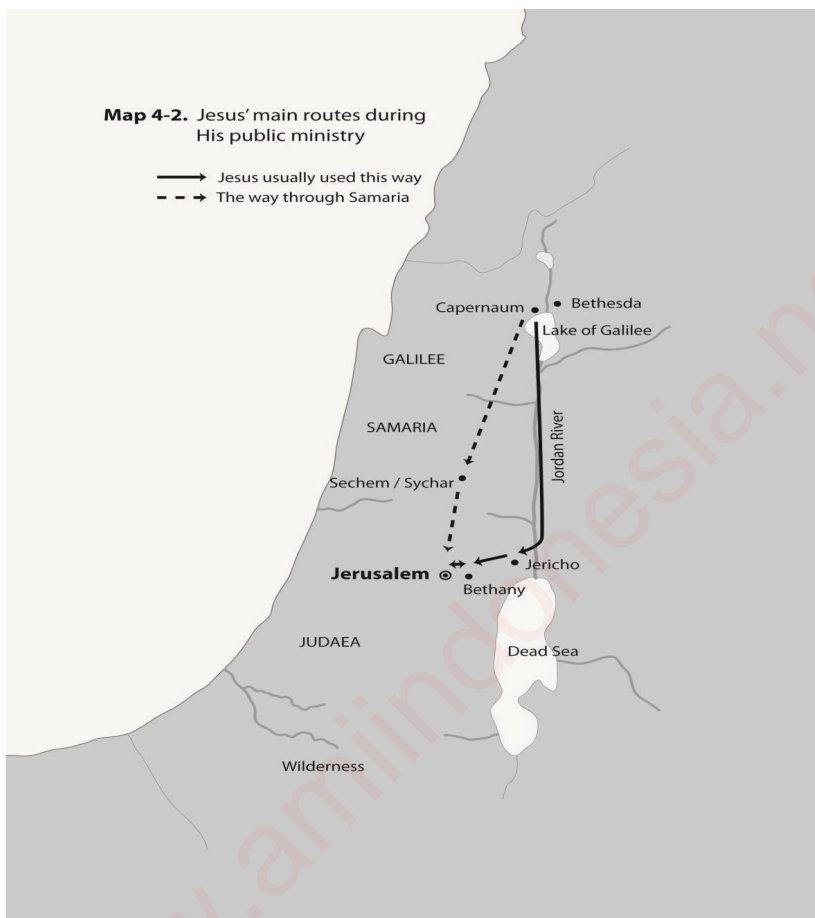 Map 4-2. Jesus' main routes during
His public ministry
Jesus usually used this way
The way through Samaria
Capernaum
Bethesda
Lake of Galilee
GALILEE
SAMARIA
Jordan River
Sechem / Sychar
Jericho
Jerusalem
Bethany
JUDAEA
Dead Sea
Wilderness
w.amiindonesia.n